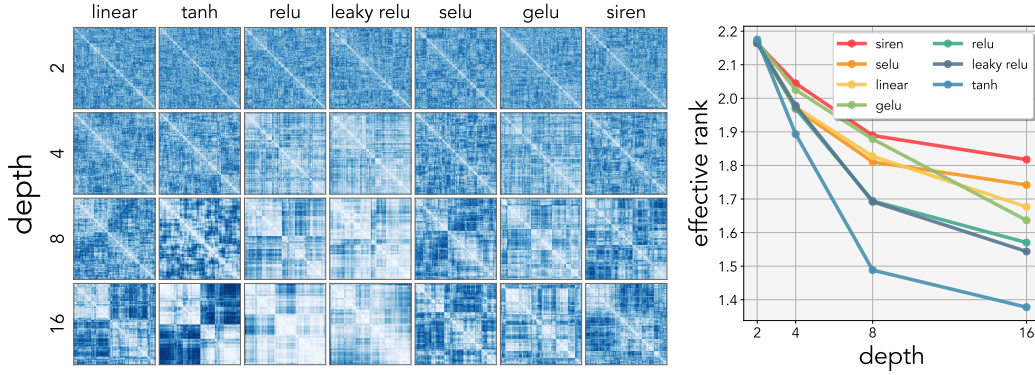 linear tanh relu leaky relu selu gelu siren
depth
2
4
8
16
effective rank
2.2
2.1
2.0
1.9
1.8
1.7
1.6
1.5
1.4
siren
selu
linear
gelu
relu
leaky relu
tanh
2 4 8 16
depth